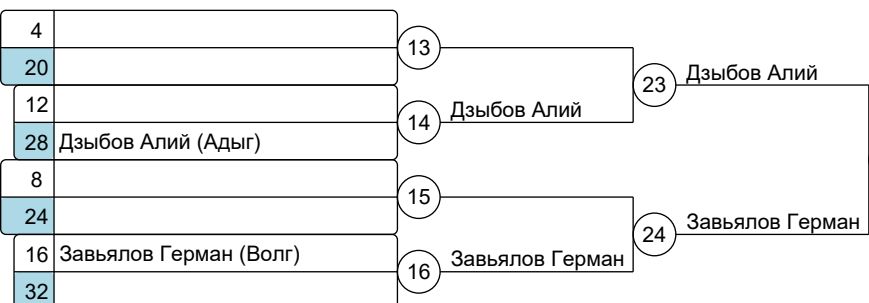 4
13
20
23 Дзыбов Алий
12
14 Дзыбов Алий
28 Дзыбов Алий (Адыг)
8
15
24
24 Завьялов Герман
16 Завьялов Герман (Волг)
16 Завьялов Герман
32